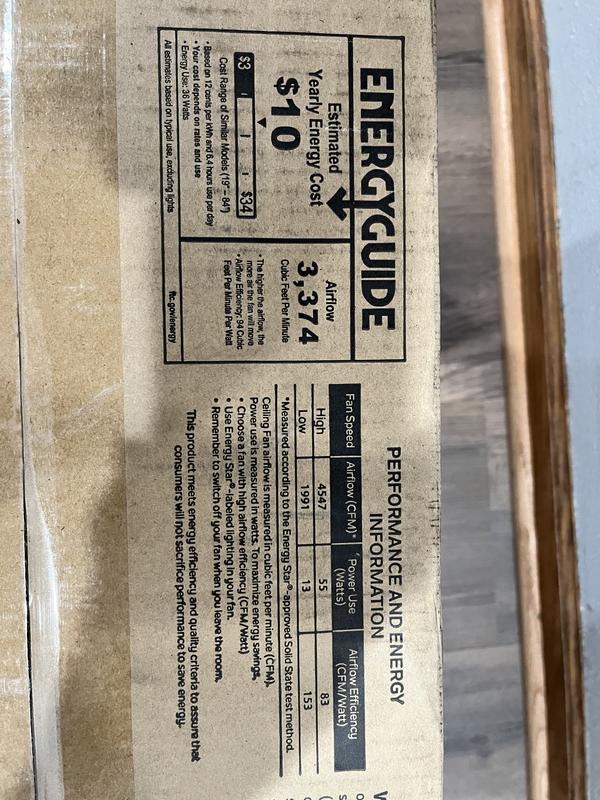 ENERGYGUIDE
Estimated
Yearly Energy Cost
$10
$3
$34
Cost Range of Similar Models (19" – 84")
• Based on 12 cents per kWh and 6.4 hours use per day
• Your cost depends on rates and use
• Energy Use: 36 Watts
All estimates based on typical use, excluding lights
Airflow
3,374
Cubic Feet Per Minute
• The higher the airflow, the
more air the fan will move
• Airflow Efficiency: 94 Cubic
Feet Per Minute Per Watt
ftc.gov/energy
PERFORMANCE AND ENERGY
INFORMATION
Fan Speed Airflow (CFM)* Power Use (Watts) Airflow Efficiency (CFM/Watt)
High 4547 55 83
Low 1991 13 153
*Measured according to the Energy Star®-approved Solid State test method.
Ceiling Fan airflow is measured in cubic feet per minute (CFM).
Power use is measured in watts. To maximize energy savings,
• Choose a fan with high airflow efficiency (CFM/Watt)
• Use Energy Star®-labeled lighting in your fan.
• Remember to switch off your fan when you leave the room.
This product meets energy efficiency and quality criteria to assure that
consumers will not sacrifice performance to save energy.